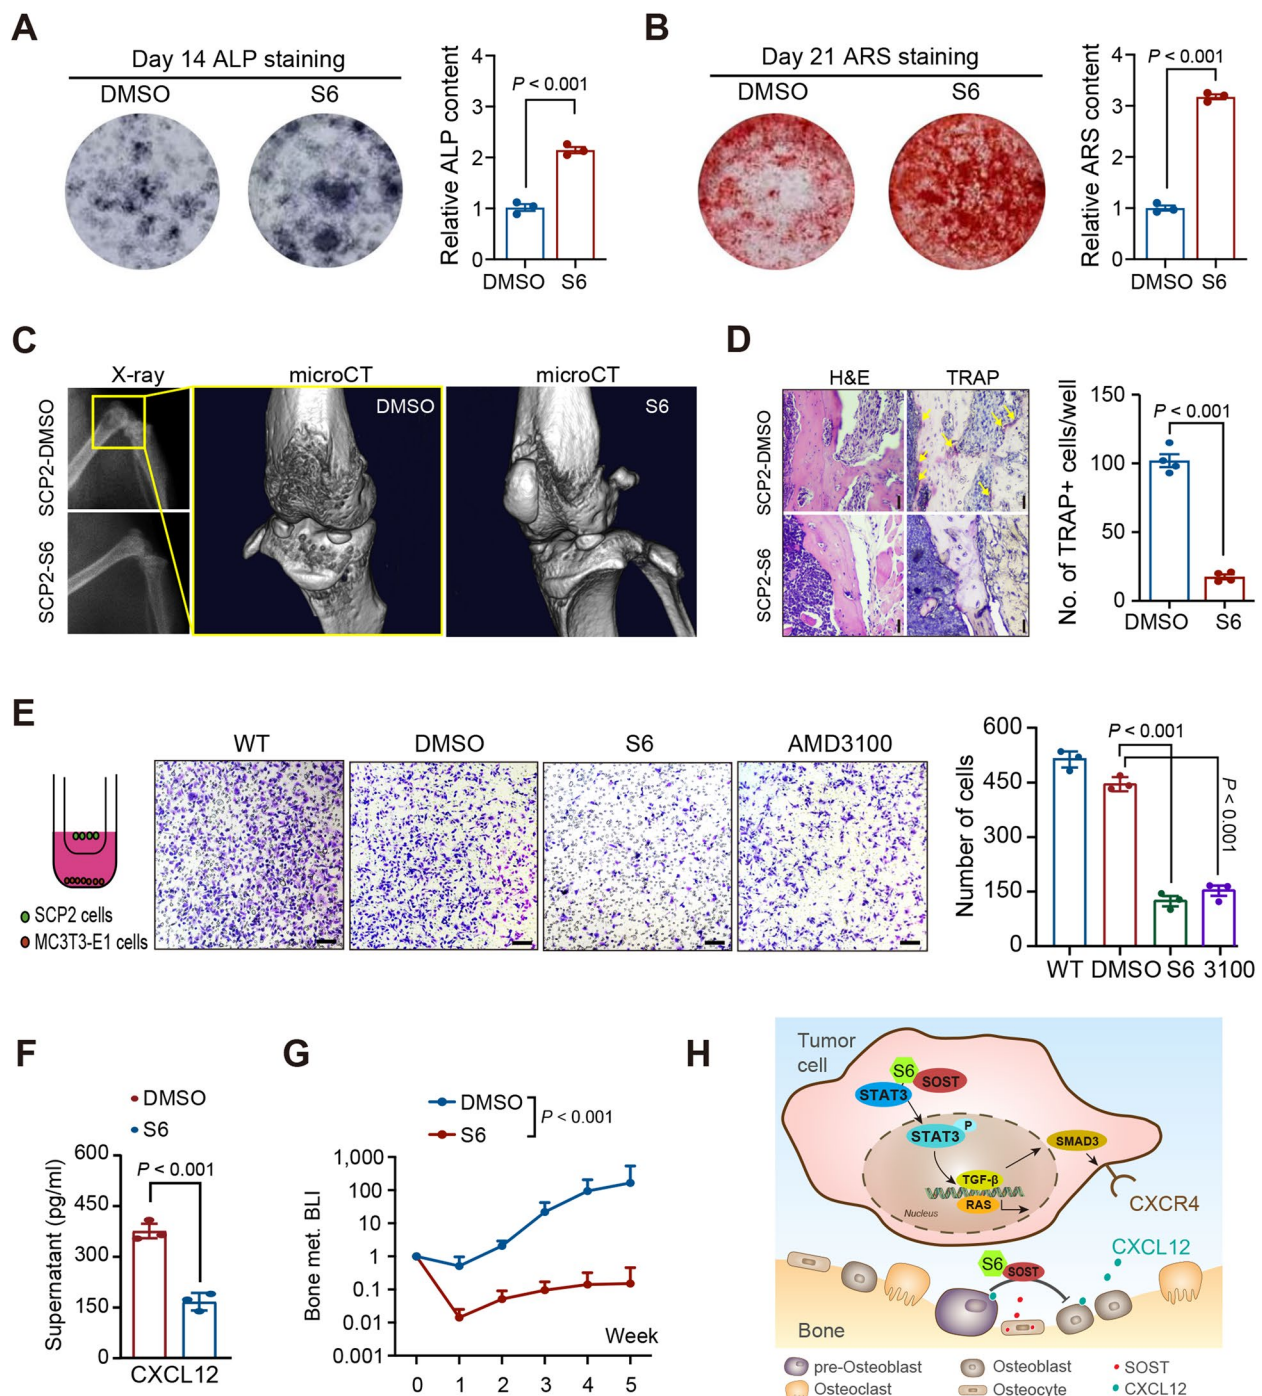 A
Day 14 ALP staining
DMSO
S6
Relative ALP content
4
3
2
1
0
P < 0.001
DMSO
S6
B
Day 21 ARS staining
DMSO
S6
Relative ARS content
4
3
2
1
0
P < 0.001
DMSO
S6
C
X-ray
microCT
microCT
SCP2-DMSO
SCP2-S6
DMSO
S6
D
H&E
TRAP
SCP2-DMSO
SCP2-S6
No. of TRAP+ cells/well
150
100
50
0
P < 0.001
DMSO
S6
E
SCP2 cells
MC3T3-E1 cells
WT
DMSO
S6
AMD3100
Number of cells
600
450
300
150
0
P < 0.001
P < 0.001
WT
DMSO
S6
3100
F
DMSO
S6
Supernatant (pg/ml)
600
450
300
150
0
P < 0.001
CXCL12
G
DMSO
S6
P < 0.001
Bone met. BLI
1,000
100
10
1
0.1
0.01
0.001
Week
0
1
2
3
4
5
H
Tumor
cell
S6
SOST
STAT3
STAT3
P
SMAD3
TGF-β
RAS
Nucleus
CXCR4
CXCL12
S6
SOST
Bone
pre-Osteoblast
Osteoblast
SOST
Osteoclast
Osteocyte
CXCL12